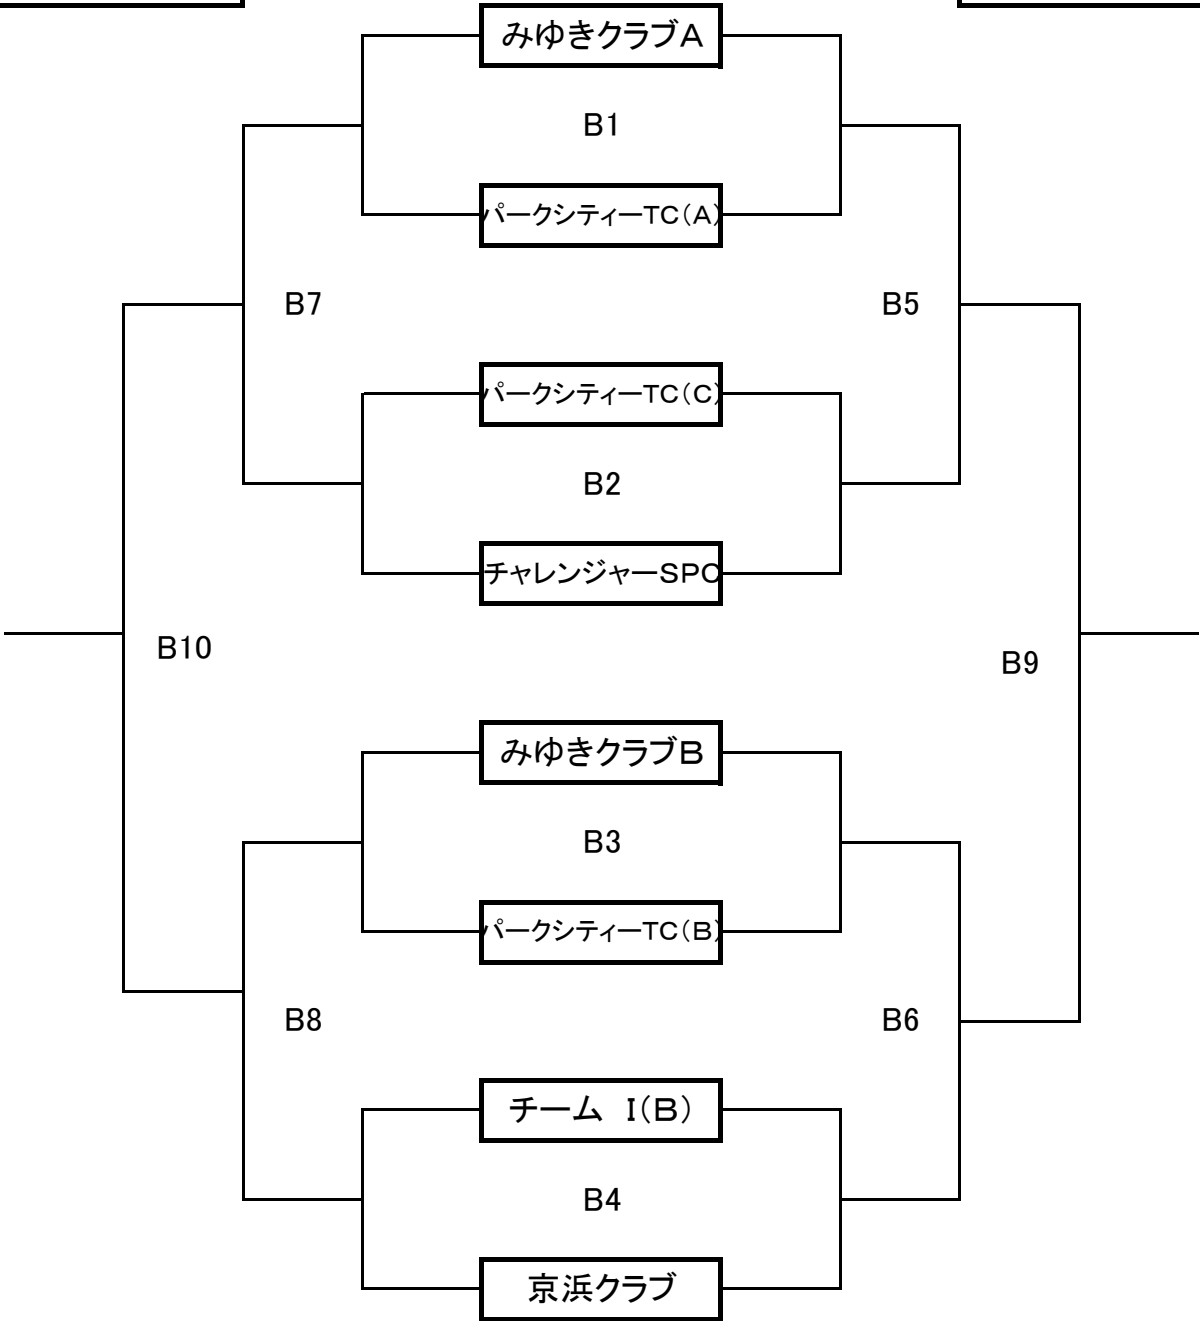 みゆきクラブA
B1
パークシティーTC(A)
B7
B5
パークシティーTC(C)
B2
チャレンジャーSPC
B10
B9
みゆきクラブB
B3
パークシティーTC(B)
B8
B6
チーム　I(B)
B4
京浜クラブ